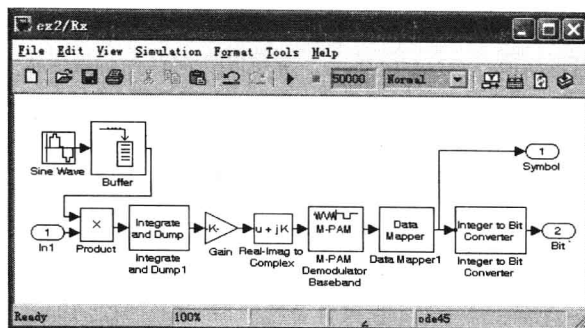 ex2/Rx
File Edit View Simulation Format Tools Help
50000 Normal
Sine Wave
Buffer
1
In1
×
Product
Integrate
and Dump
Integrate
and Dump1
-K-
Gain
u + jK
Real-Imag to
Complex
M-PAM
M-PAM
Demodulator
Baseband
Data
Mapper
Data Mapper1
Integer to Bit
Converter
Integer to Bit
Converter
1
Symbol
2
Bit
Ready 100% ode45